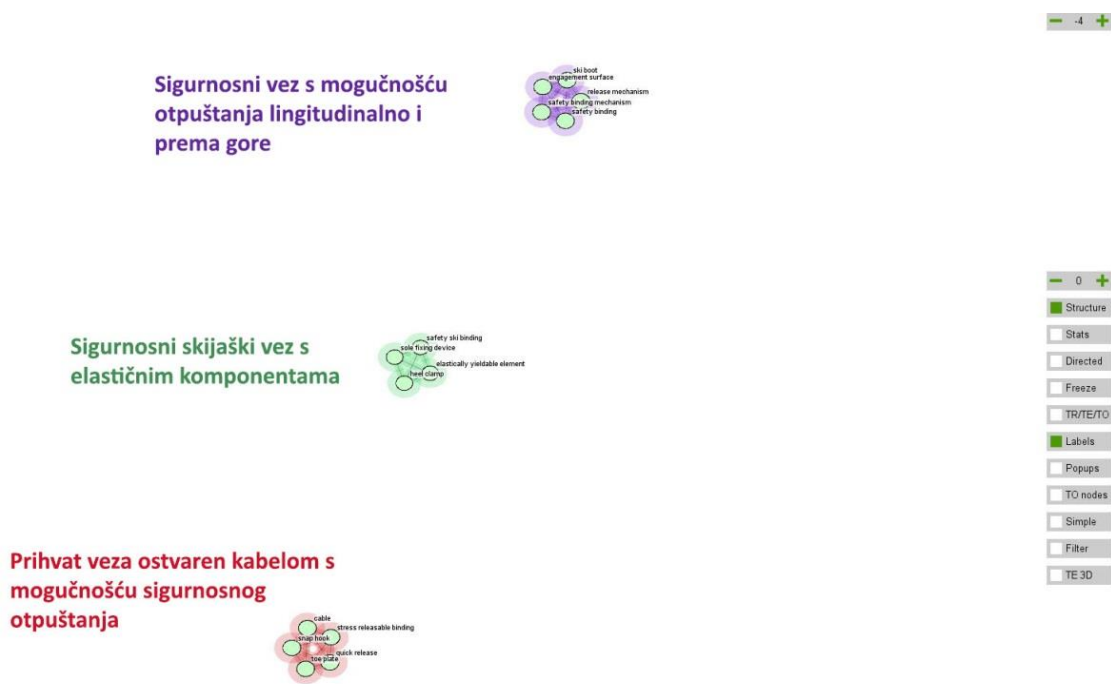 -4
Sigurnosni vez s mogučnošću
otpuštanja lingitudinalno i
prema gore
ski boot
engagement surface
release mechanism
safety binding mechanism
safety binding
0
Structure
Stats
Directed
Freeze
TR/TE/TO
Labels
Popups
TO nodes
Simple
Filter
TE 3D
Sigurnosni skijaški vez s
elastičnim komponentama
safety ski binding
sole fixing device
elastically yieldable element
heel clamp
Prihvat veza ostvaren kabelom s
mogučnošću sigurnosnog
otpuštanja
cable
stress releasable binding
snap hook
quick release
toe plate